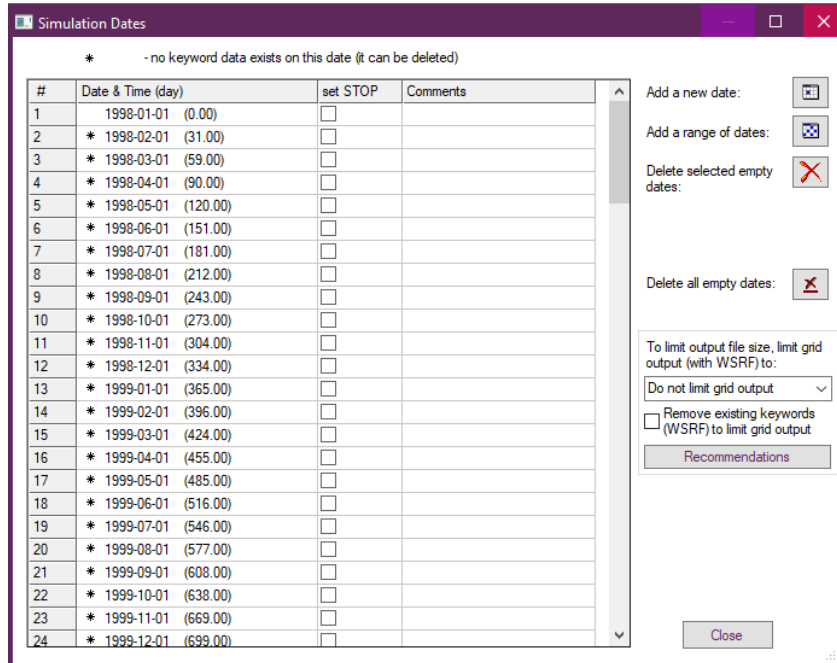 Simulation Dates
* - no keyword data exists on this date (it can be deleted)
# Date & Time (day) set STOP Comments
1 1998-01-01 (0.00)
2 * 1998-02-01 (31.00)
3 * 1998-03-01 (59.00)
4 * 1998-04-01 (90.00)
5 * 1998-05-01 (120.00)
6 * 1998-06-01 (151.00)
7 * 1998-07-01 (181.00)
8 * 1998-08-01 (212.00)
9 * 1998-09-01 (243.00)
10 * 1998-10-01 (273.00)
11 * 1998-11-01 (304.00)
12 * 1998-12-01 (334.00)
13 * 1999-01-01 (365.00)
14 * 1999-02-01 (396.00)
15 * 1999-03-01 (424.00)
16 * 1999-04-01 (455.00)
17 * 1999-05-01 (485.00)
18 * 1999-06-01 (516.00)
19 * 1999-07-01 (546.00)
20 * 1999-08-01 (577.00)
21 * 1999-09-01 (608.00)
22 * 1999-10-01 (638.00)
23 * 1999-11-01 (669.00)
24 * 1999-12-01 (699.00)
Add a new date:
Add a range of dates:
Delete selected empty
dates:
Delete all empty dates:
To limit output file size, limit grid
output (with WSRF) to:
Do not limit grid output
Remove existing keywords
(WSRF) to limit grid output
Recommendations
Close